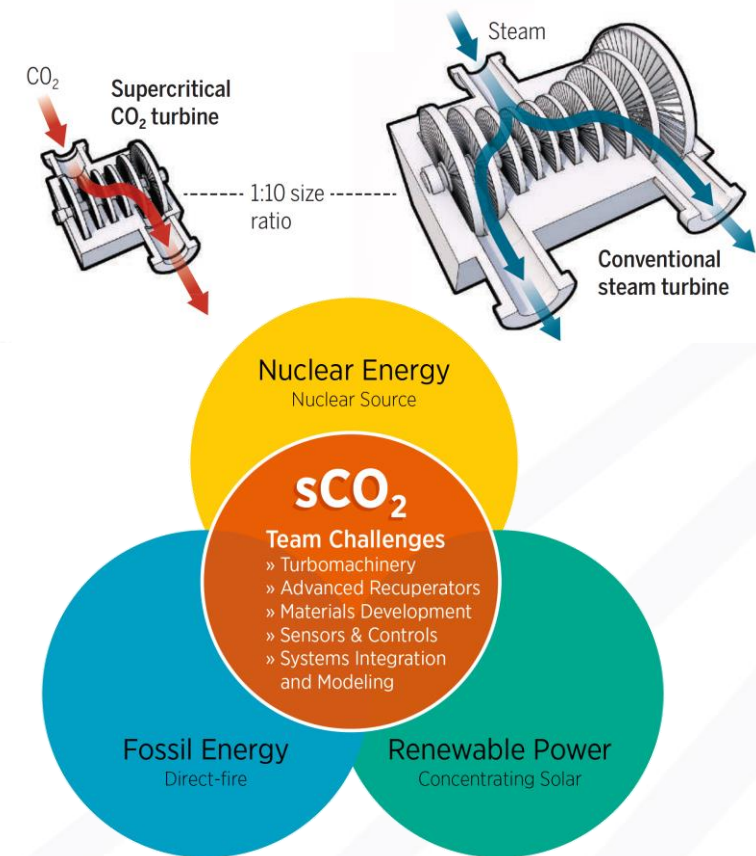 CO₂
Supercritical
CO₂ turbine
1:10 size
ratio
Steam
Conventional
steam turbine
Nuclear Energy
Nuclear Source
sCO₂
Team Challenges
» Turbomachinery
» Advanced Recuperators
» Materials Development
» Sensors & Controls
» Systems Integration
and Modeling
Fossil Energy
Direct-fire
Renewable Power
Concentrating Solar